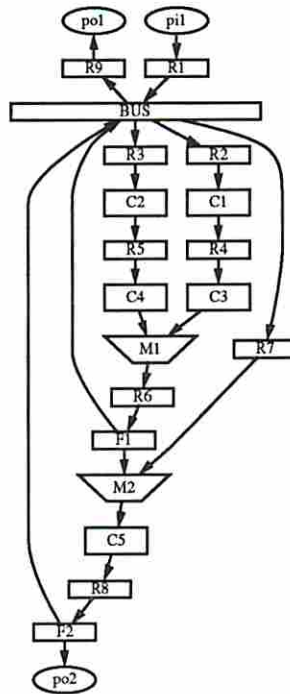 po1 pi1
R9 R1
BUS
R3 R2
C2 C1
R5 R4
C4 C3
M1
R7
R6
F1
M2
C5
R8
F2
po2